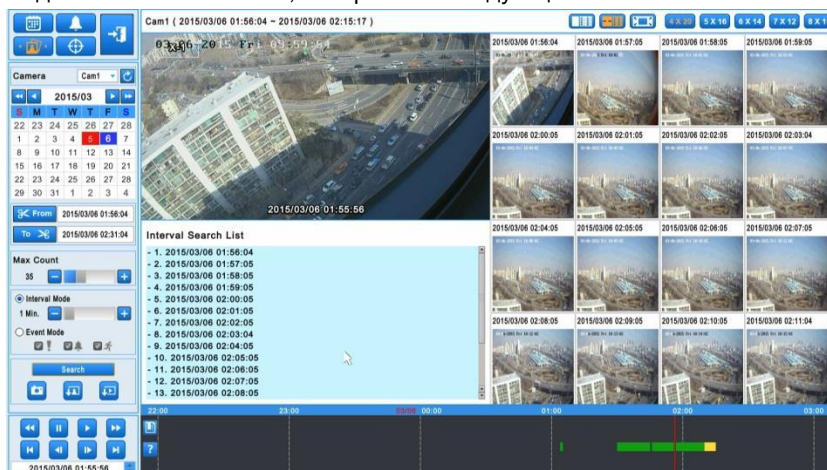 Cam1 ( 2015/03/06 01:56:04 ~ 2015/03/06 02:15:17 )
4 X 20 5 X 16 6 X 14 7 X 12 8 X 1
Camera Cam1
2015/03
S M T W T F S
22 23 24 25 26 27 28
1 2 3 4 5 6 7
8 9 10 11 12 13 14
15 16 17 18 19 20 21
22 23 24 25 26 27 28
29 30 31 1 2 3 4
From 2015/03/06 01:56:04
To 2015/03/06 02:31:04
Max Count
35
Interval Mode
1 Min.
Event Mode
Search
2015/03/06 01:55:56
2015/03/06 01:55:56
Interval Search List
- 1. 2015/03/06 01:56:04
- 2. 2015/03/06 01:57:05
- 3. 2015/03/06 01:58:05
- 4. 2015/03/06 01:59:05
- 5. 2015/03/06 02:00:05
- 6. 2015/03/06 02:01:05
- 7. 2015/03/06 02:02:05
- 8. 2015/03/06 02:03:04
- 9. 2015/03/06 02:04:05
- 10. 2015/03/06 02:05:05
- 11. 2015/03/06 02:06:05
- 12. 2015/03/06 02:07:05
- 13. 2015/03/06 02:08:05
2015/03/06 01:56:04 2015/03/06 01:57:05 2015/03/06 01:58:05 2015/03/06 01:59:05
2015/03/06 02:00:05 2015/03/06 02:01:05 2015/03/06 02:02:05 2015/03/06 02:03:04
2015/03/06 02:04:05 2015/03/06 02:05:05 2015/03/06 02:06:05 2015/03/06 02:07:05
2015/03/06 02:08:05 2015/03/06 02:09:05 2015/03/06 02:10:05 2015/03/06 02:11:04
22:00 23:00 03/06 00:00 01:00 02:00 03:00